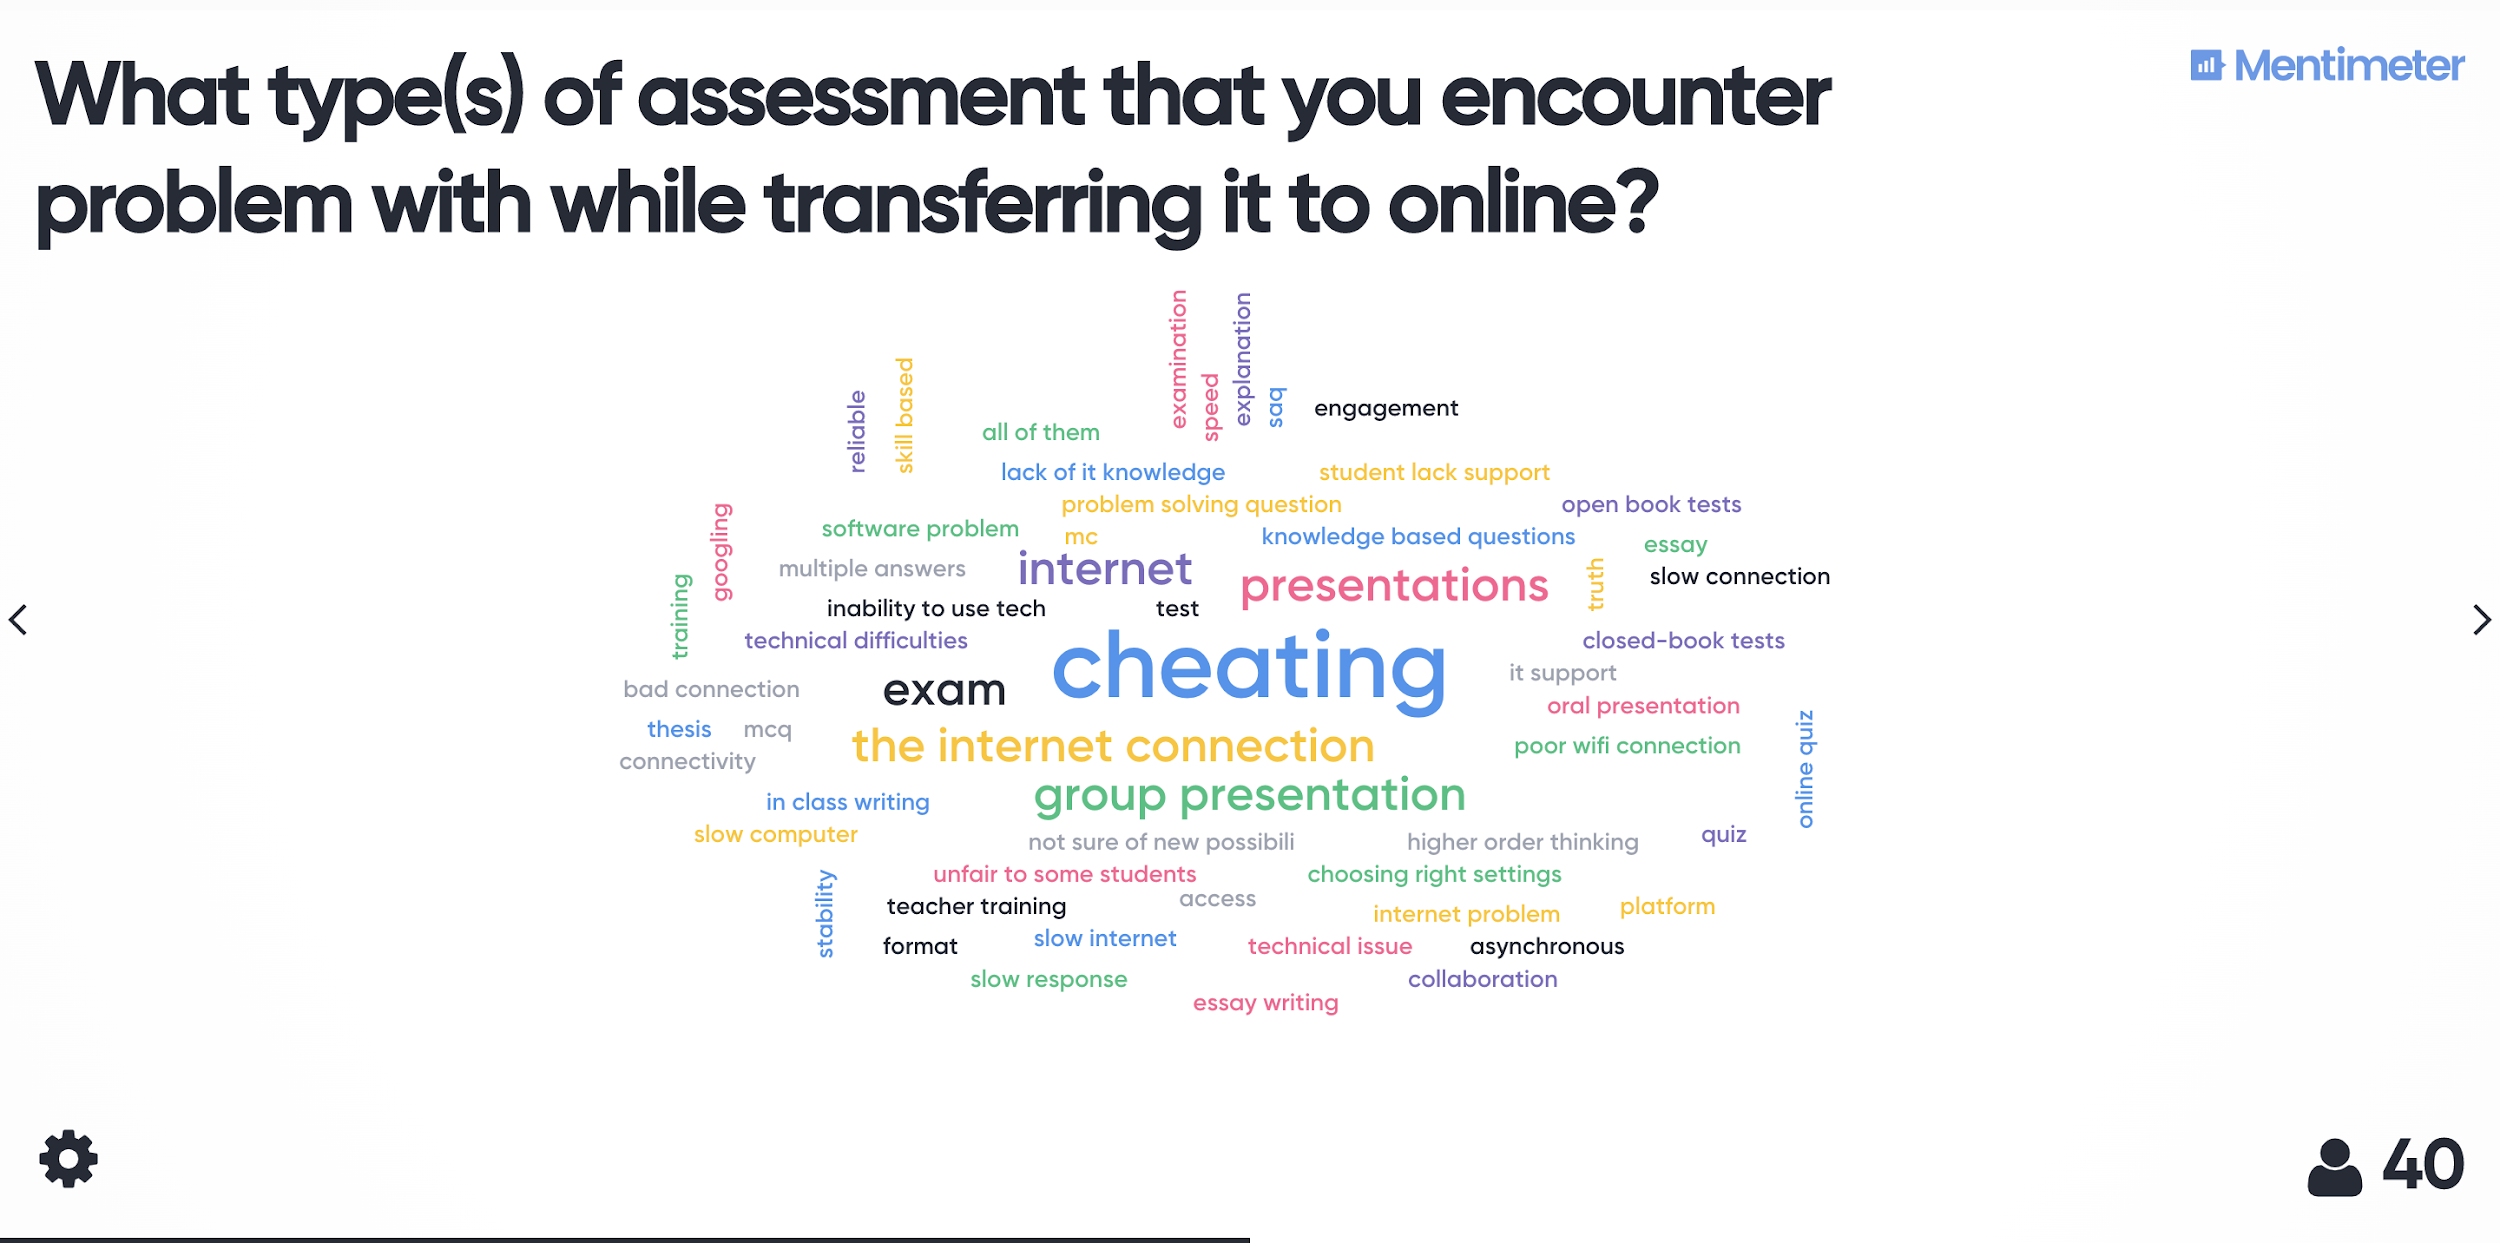 What type(s) of assessment that you encounter
problem with while transferring it to online?
Mentimeter
examination
speed
explanation
saq
engagement
reliable
skill based
all of them
lack of it knowledge
student lack support
problem solving question
open book tests
googling
software problem
mc
knowledge based questions
essay
multiple answers
internet
presentations
truth
slow connection
training
inability to use tech
test
technical difficulties
cheating
closed-book tests
it support
bad connection
exam
oral presentation
thesis
mcq
the internet connection
poor wifi connection
online quiz
connectivity
group presentation
in class writing
slow computer
not sure of new possibili
higher order thinking
quiz
stability
unfair to some students
choosing right settings
access
teacher training
internet problem
platform
format
slow internet
technical issue
asynchronous
slow response
collaboration
essay writing
40